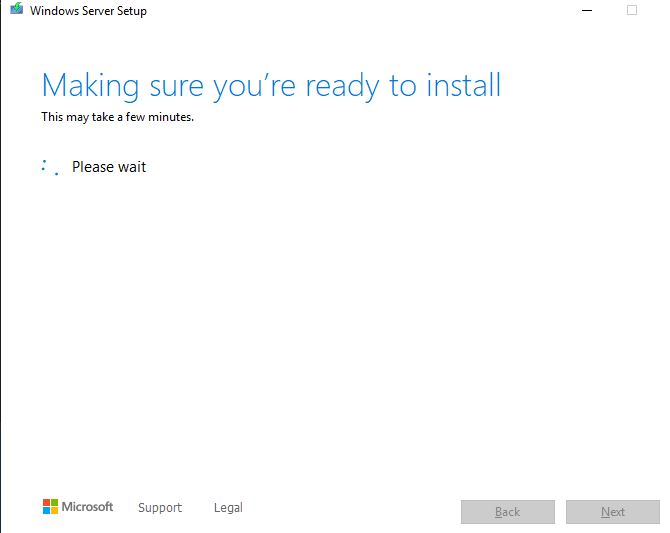 Windows Server Setup
Making sure you’re ready to install
This may take a few minutes.
Please wait
Microsoft Support Legal Back Next